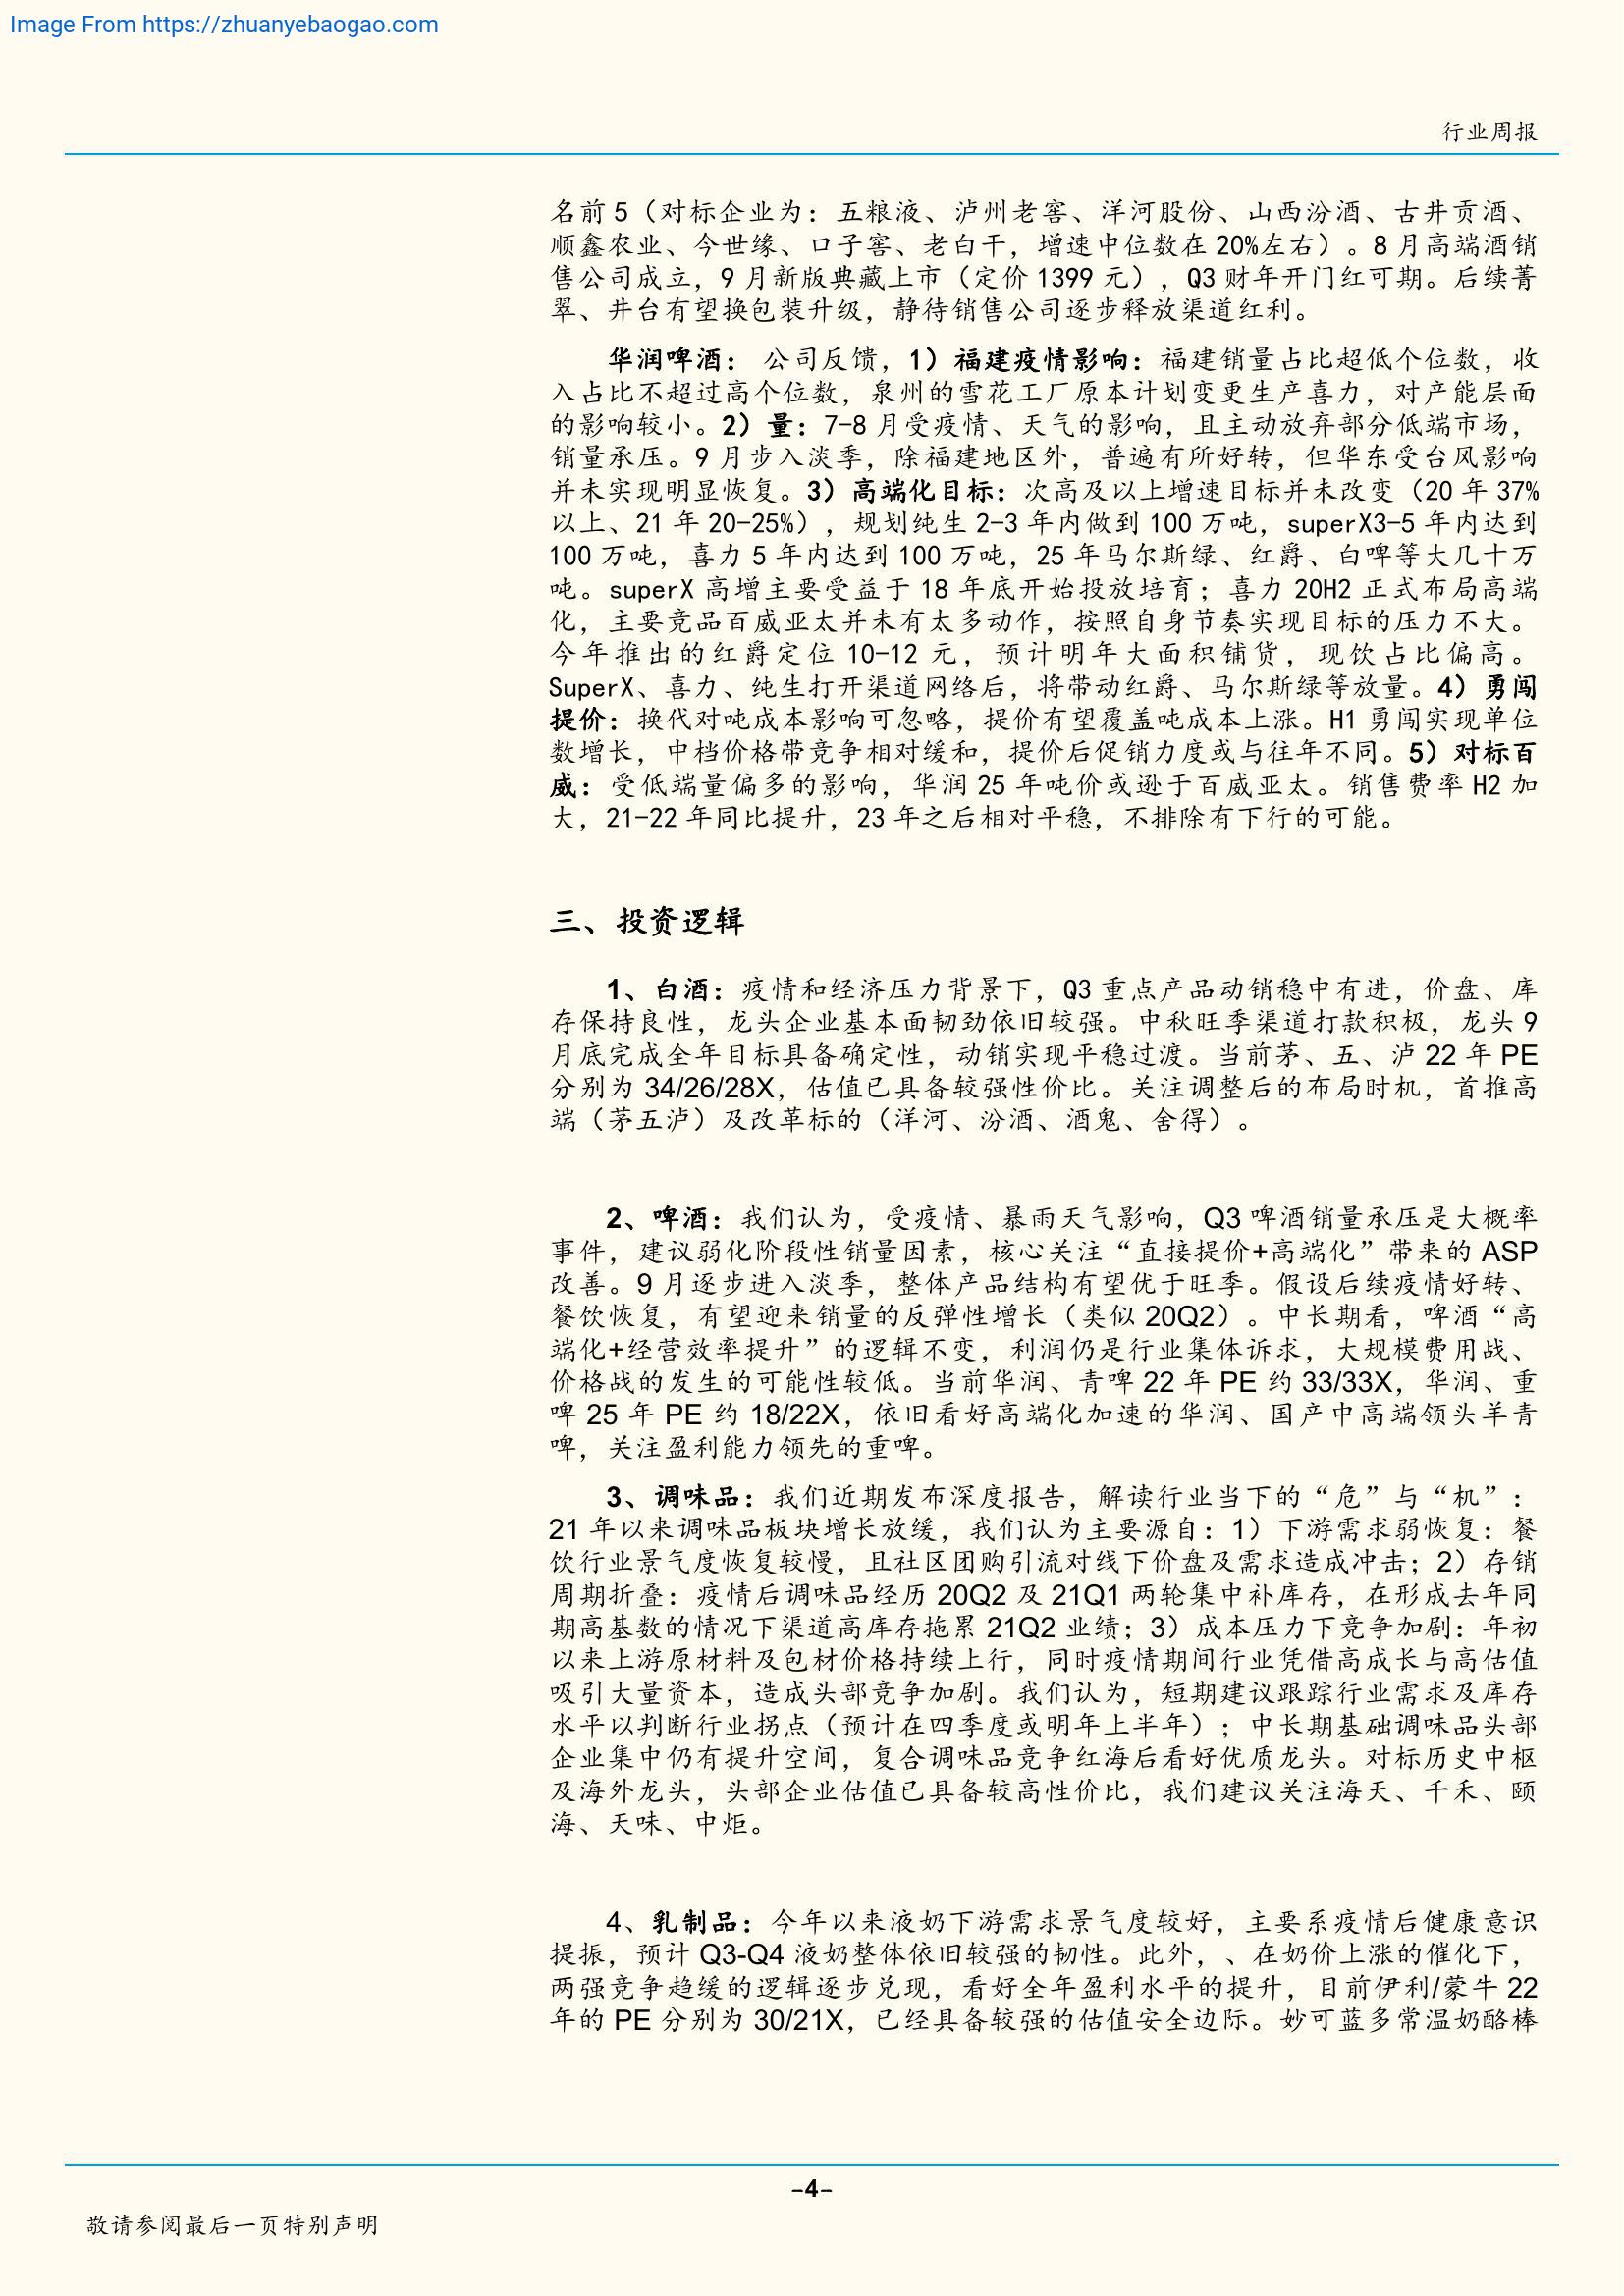 Image From https://zhuanyebaogao.com
行业周报
名前 5（对标企业为：五粮液、泸州老窖、洋河股份、山西汾酒、古井贡酒、
顺鑫农业、今世缘、口子窖、老白干，增速中位数在 20%左右）。8 月高端酒销
售公司成立，9 月新版典藏上市（定价 1399 元），Q3 财年开门红可期。后续菁
翠、井台有望换包装升级，静待销售公司逐步释放渠道红利。
华润啤酒： 公司反馈，1）福建疫情影响：福建销量占比超低个位数，收
入占比不超过高个位数，泉州的雪花工厂原本计划变更生产喜力，对产能层面
的影响较小。2）量：7-8 月受疫情、天气的影响，且主动放弃部分低端市场，
销量承压。9 月步入淡季，除福建地区外，普遍有所好转，但华东受台风影响
并未实现明显恢复。3）高端化目标：次高及以上增速目标并未改变（20 年 37%
以上、21 年 20-25%），规划纯生 2-3 年内做到 100 万吨，superX3-5 年内达到
100 万吨，喜力 5 年内达到 100 万吨，25 年马尔斯绿、红爵、白啤等大几十万
吨。superX 高增主要受益于 18 年底开始投放培育；喜力 20H2 正式布局高端
化，主要竞品百威亚太并未有太多动作，按照自身节奏实现目标的压力不大。
今年推出的红爵定位 10-12 元，预计明年大面积铺货，现饮占比偏高。
SuperX、喜力、纯生打开渠道网络后，将带动红爵、马尔斯绿等放量。4）勇闯
提价：换代对吨成本影响可忽略，提价有望覆盖吨成本上涨。H1 勇闯实现单位
数增长，中档价格带竞争相对缓和，提价后促销力度或与往年不同。5）对标百
威：受低端量偏多的影响，华润 25 年吨价或逊于百威亚太。销售费率 H2 加
大，21-22 年同比提升，23 年之后相对平稳，不排除有下行的可能。
三、投资逻辑
1、白酒：疫情和经济压力背景下，Q3 重点产品动销稳中有进，价盘、库
存保持良性，龙头企业基本面韧劲依旧较强。中秋旺季渠道打款积极，龙头 9
月底完成全年目标具备确定性，动销实现平稳过渡。当前茅、五、泸 22 年 PE
分别为 34/26/28X，估值已具备较强性价比。关注调整后的布局时机，首推高
端（茅五泸）及改革标的（洋河、汾酒、酒鬼、舍得）。
2、啤酒：我们认为，受疫情、暴雨天气影响，Q3 啤酒销量承压是大概率
事件，建议弱化阶段性销量因素，核心关注“直接提价+高端化”带来的 ASP
改善。9 月逐步进入淡季，整体产品结构有望优于旺季。假设后续疫情好转、
餐饮恢复，有望迎来销量的反弹性增长（类似 20Q2）。中长期看，啤酒“高
端化+经营效率提升”的逻辑不变，利润仍是行业集体诉求，大规模费用战、
价格战的发生的可能性较低。当前华润、青啤 22 年 PE 约 33/33X，华润、重
啤 25 年 PE 约 18/22X，依旧看好高端化加速的华润、国产中高端领头羊青
啤，关注盈利能力领先的重啤。
3、调味品：我们近期发布深度报告，解读行业当下的“危”与“机”：
21 年以来调味品板块增长放缓，我们认为主要源自：1）下游需求弱恢复：餐
饮行业景气度恢复较慢，且社区团购引流对线下价盘及需求造成冲击；2）存销
周期折叠：疫情后调味品经历 20Q2 及 21Q1 两轮集中补库存，在形成去年同
期高基数的情况下渠道高库存拖累 21Q2 业绩；3）成本压力下竞争加剧：年初
以来上游原材料及包材价格持续上行，同时疫情期间行业凭借高成长与高估值
吸引大量资本，造成头部竞争加剧。我们认为，短期建议跟踪行业需求及库存
水平以判断行业拐点（预计在四季度或明年上半年）；中长期基础调味品头部
企业集中仍有提升空间，复合调味品竞争红海后看好优质龙头。对标历史中枢
及海外龙头，头部企业估值已具备较高性价比，我们建议关注海天、千禾、颐
海、天味、中炬。
4、乳制品：今年以来液奶下游需求景气度较好，主要系疫情后健康意识
提振，预计 Q3-Q4 液奶整体依旧较强的韧性。此外，、在奶价上涨的催化下，
两强竞争趋缓的逻辑逐步兑现，看好全年盈利水平的提升，目前伊利/蒙牛 22
年的 PE 分别为 30/21X，已经具备较强的估值安全边际。妙可蓝多常温奶酪棒
-4-
敬请参阅最后一页特别声明